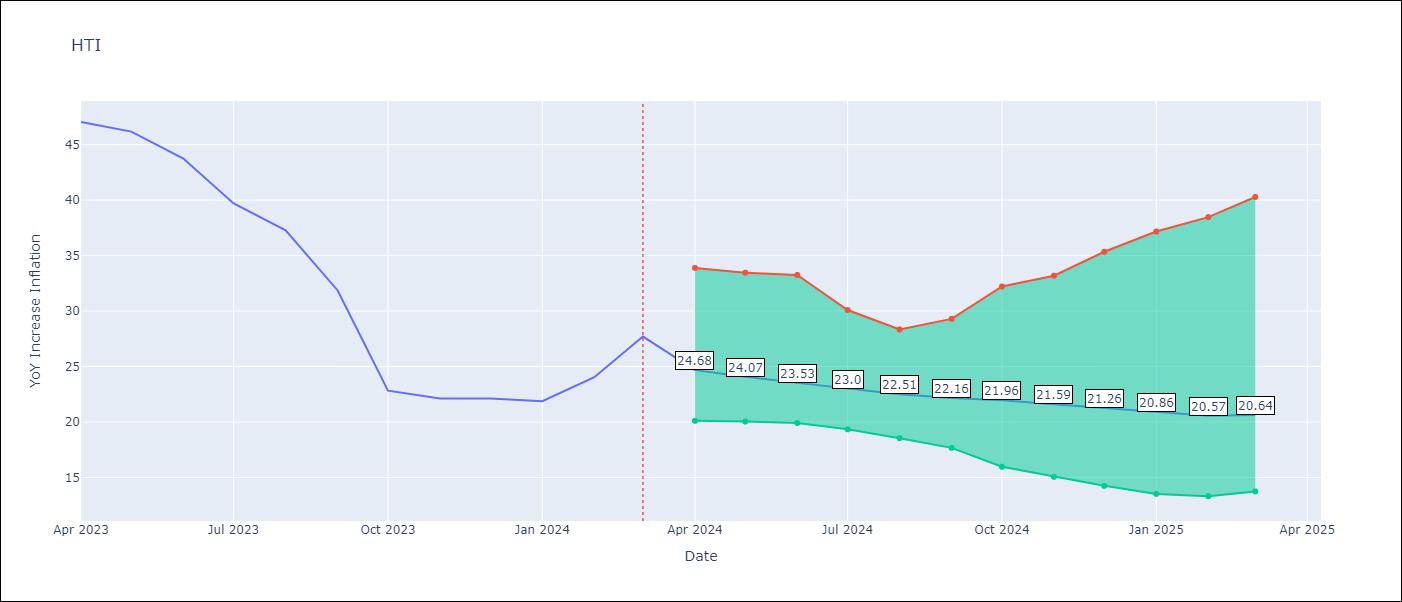 HTI
YoY Increase Inflation
45
40
35
30
25
20
15
24.68
24.07
23.53
23.0
22.51
22.16
21.96
21.59
21.26
20.86
20.57
20.64
Apr 2023
Jul 2023
Oct 2023
Jan 2024
Apr 2024
Jul 2024
Oct 2024
Jan 2025
Apr 2025
Date